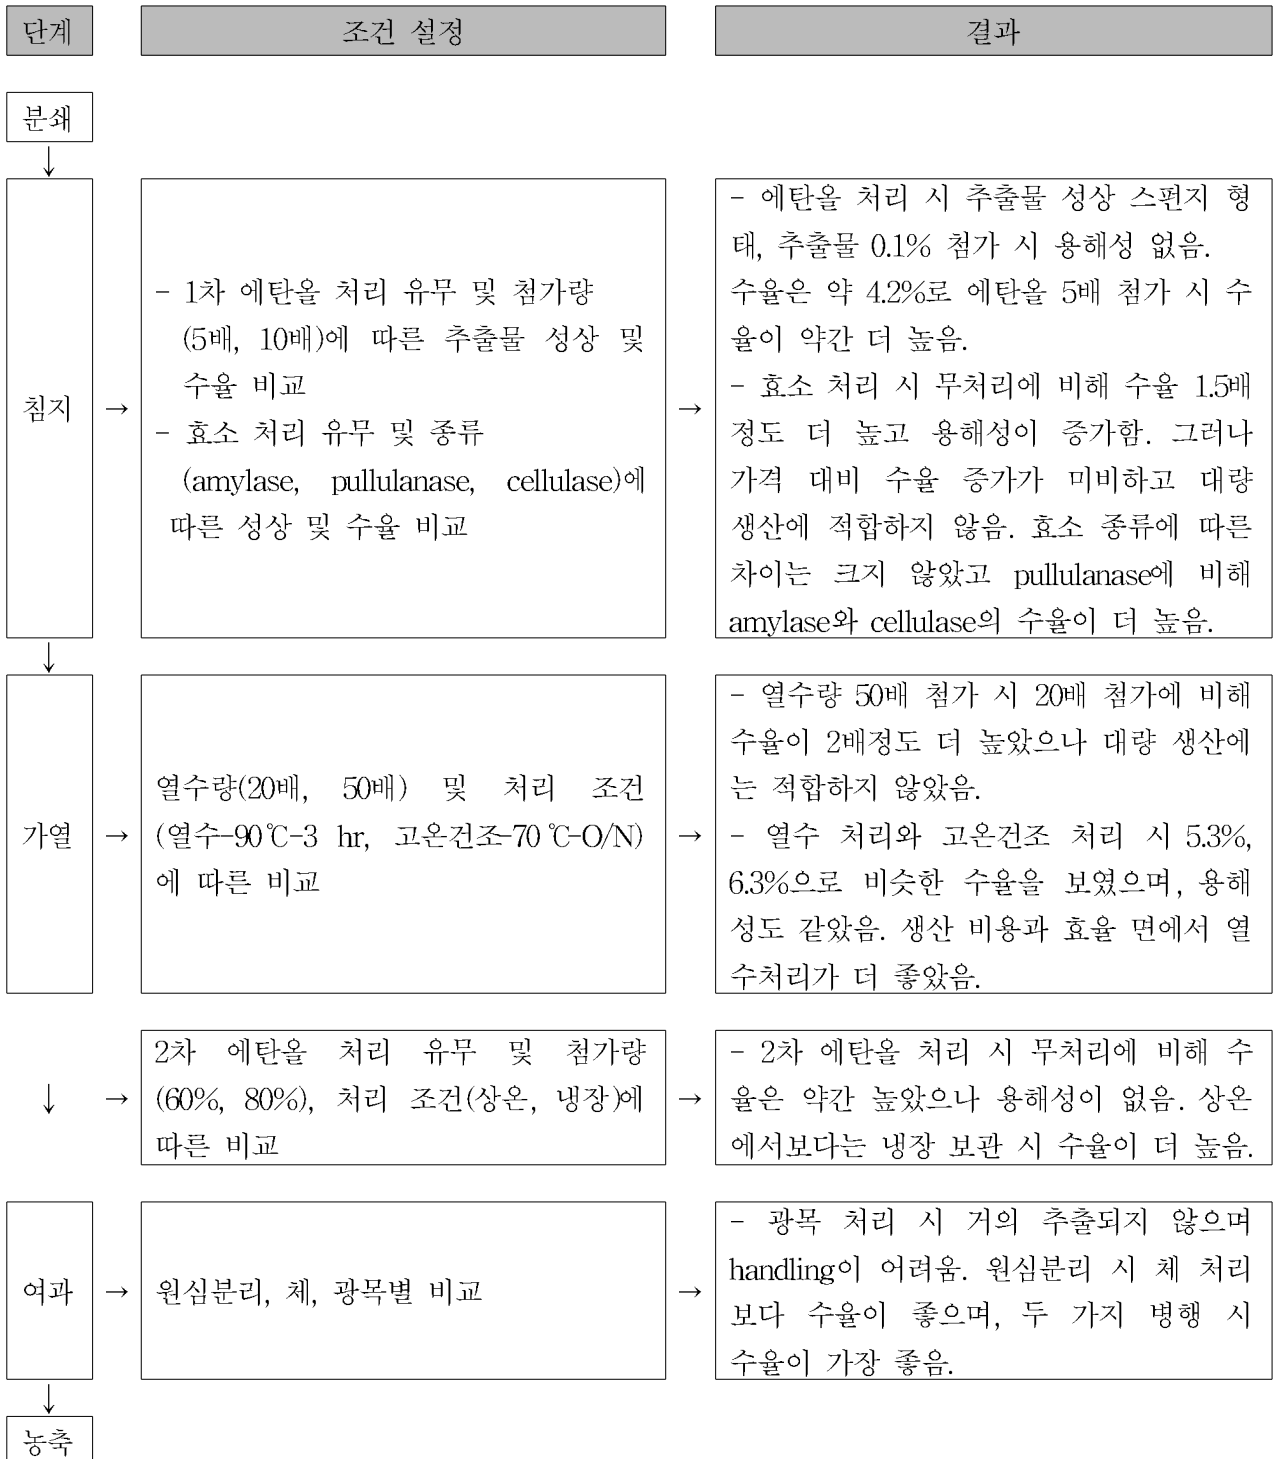 단계
조건 설정
결과
분쇄
↓
침지
→
- 1차 에탄올 처리 유무 및 첨가량
(5배, 10배)에 따른 추출물 성상 및
수율 비교
- 효소 처리 유무 및 종류
(amylase, pullulanase, cellulase)에
따른 성상 및 수율 비교
→
- 에탄올 처리 시 추출물 성상 스펀지 형
태, 추출물 0.1% 첨가 시 용해성 없음.
수율은 약 4.2%로 에탄올 5배 첨가 시 수
율이 약간 더 높음.
- 효소 처리 시 무처리에 비해 수율 1.5배
정도 더 높고 용해성이 증가함. 그러나
가격 대비 수율 증가가 미비하고 대량
생산에 적합하지 않음. 효소 종류에 따른
차이는 크지 않았고 pullulanase에 비해
amylase와 cellulase의 수율이 더 높음.
↓
가열
→
열수량(20배, 50배) 및 처리 조건
(열수-90℃-3 hr, 고온건조-70℃-O/N)
에 따른 비교
→
- 열수량 50배 첨가 시 20배 첨가에 비해
수율이 2배정도 더 높았으나 대량 생산에
는 적합하지 않았음.
- 열수 처리와 고온건조 처리 시 5.3%,
6.3%으로 비슷한 수율을 보였으며, 용해
성도 같았음. 생산 비용과 효율 면에서 열
수처리가 더 좋았음.
↓
→
2차 에탄올 처리 유무 및 첨가량
(60%, 80%), 처리 조건(상온, 냉장)에
따른 비교
→
- 2차 에탄올 처리 시 무처리에 비해 수
율은 약간 높았으나 용해성이 없음. 상온
에서보다는 냉장 보관 시 수율이 더 높음.
여과
→
원심분리, 체, 광목별 비교
→
- 광목 처리 시 거의 추출되지 않으며
handling이 어려움. 원심분리 시 체 처리
보다 수율이 좋으며, 두 가지 병행 시
수율이 가장 좋음.
↓
농축